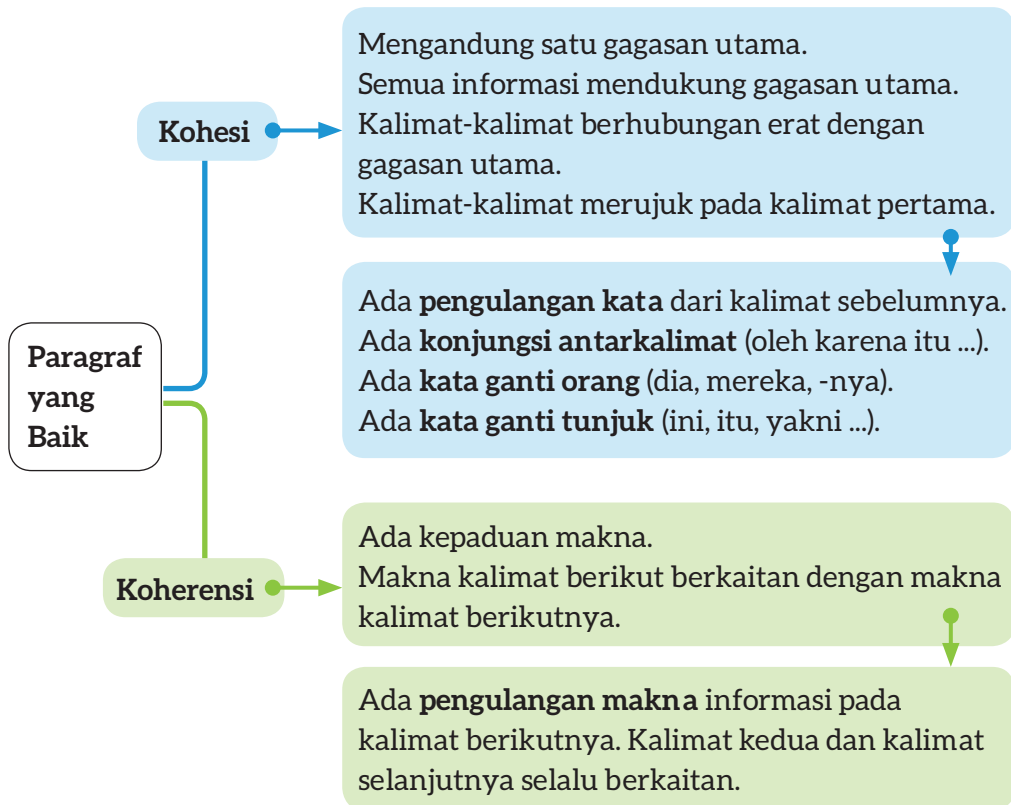 Mengandung satu gagasan utama.
Semua informasi mendukung gagasan utama.
Kalimat-kalimat berhubungan erat dengan
gagasan utama.
Kalimat-kalimat merujuk pada kalimat pertama.
Kohesi
Ada pengulangan kata dari kalimat sebelumnya.
Ada konjungsi antarkalimat (oleh karena itu ...).
Ada kata ganti orang (dia, mereka, -nya).
Ada kata ganti tunjuk (ini, itu, yakni ...).
Paragraf
yang
Baik
Koherensi
Ada kepaduan makna.
Makna kalimat berikut berkaitan dengan makna
kalimat berikutnya.
Ada pengulangan makna informasi pada
kalimat berikutnya. Kalimat kedua dan kalimat
selanjutnya selalu berkaitan.